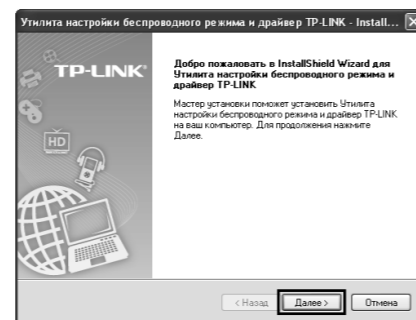 Утилита настройки беспроводного режима и драйвер TP-LINK - Install...
TP-LINK®
HD
Добро пожаловать в InstallShield Wizard для
Утилита настройки беспроводного режима и
драйвер TP-LINK
Мастер установки поможет установить Утилита
настройки беспроводного режима и драйвер TP-LINK
на ваш компьютер. Для продолжения нажмите
Далее.
< Назад
Далее >
Отмена